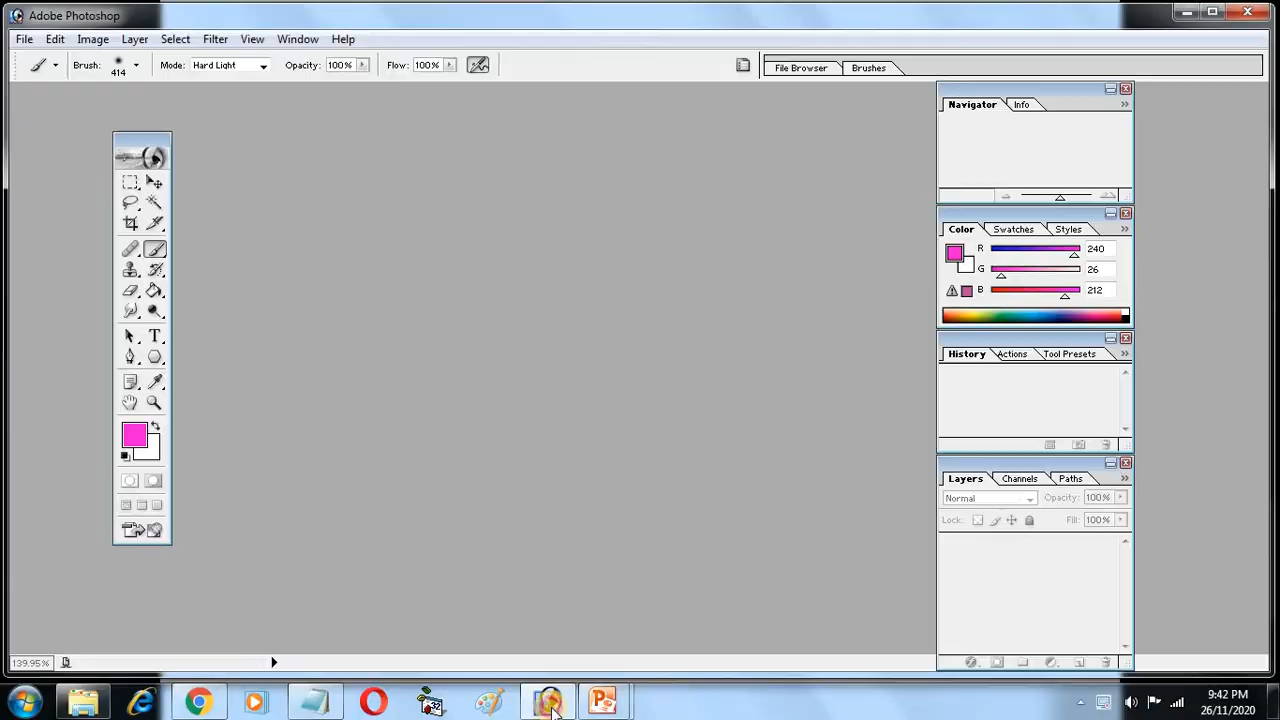 Adobe Photoshop
File Edit Image Layer Select Filter View Window Help
Brush: 414 Mode: Hard Light Opacity: 100% Flow: 100% File Browser Brushes
Navigator Info
Color Swatches Styles
R 240
G 26
B 212
History Actions Tool Presets
T
Layers Channels Paths
Normal Opacity: 100%
Lock: Fill: 100%
139.95%
9:42 PM
26/11/2020